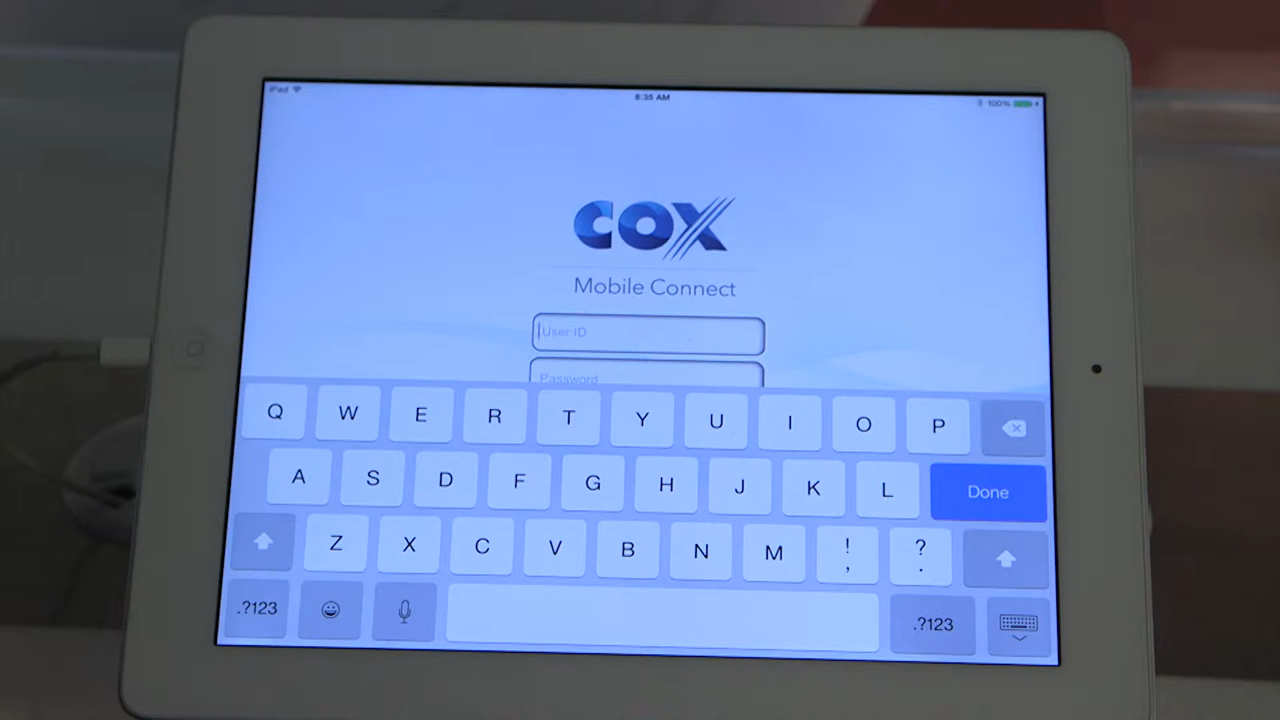 iPad 8:35 AM 100%
COX
Mobile Connect
User ID
Password
Q W E R T Y U I O P
A S D F G H J K L Done
Z X C V B N M ! , ? .
.?123 .?123